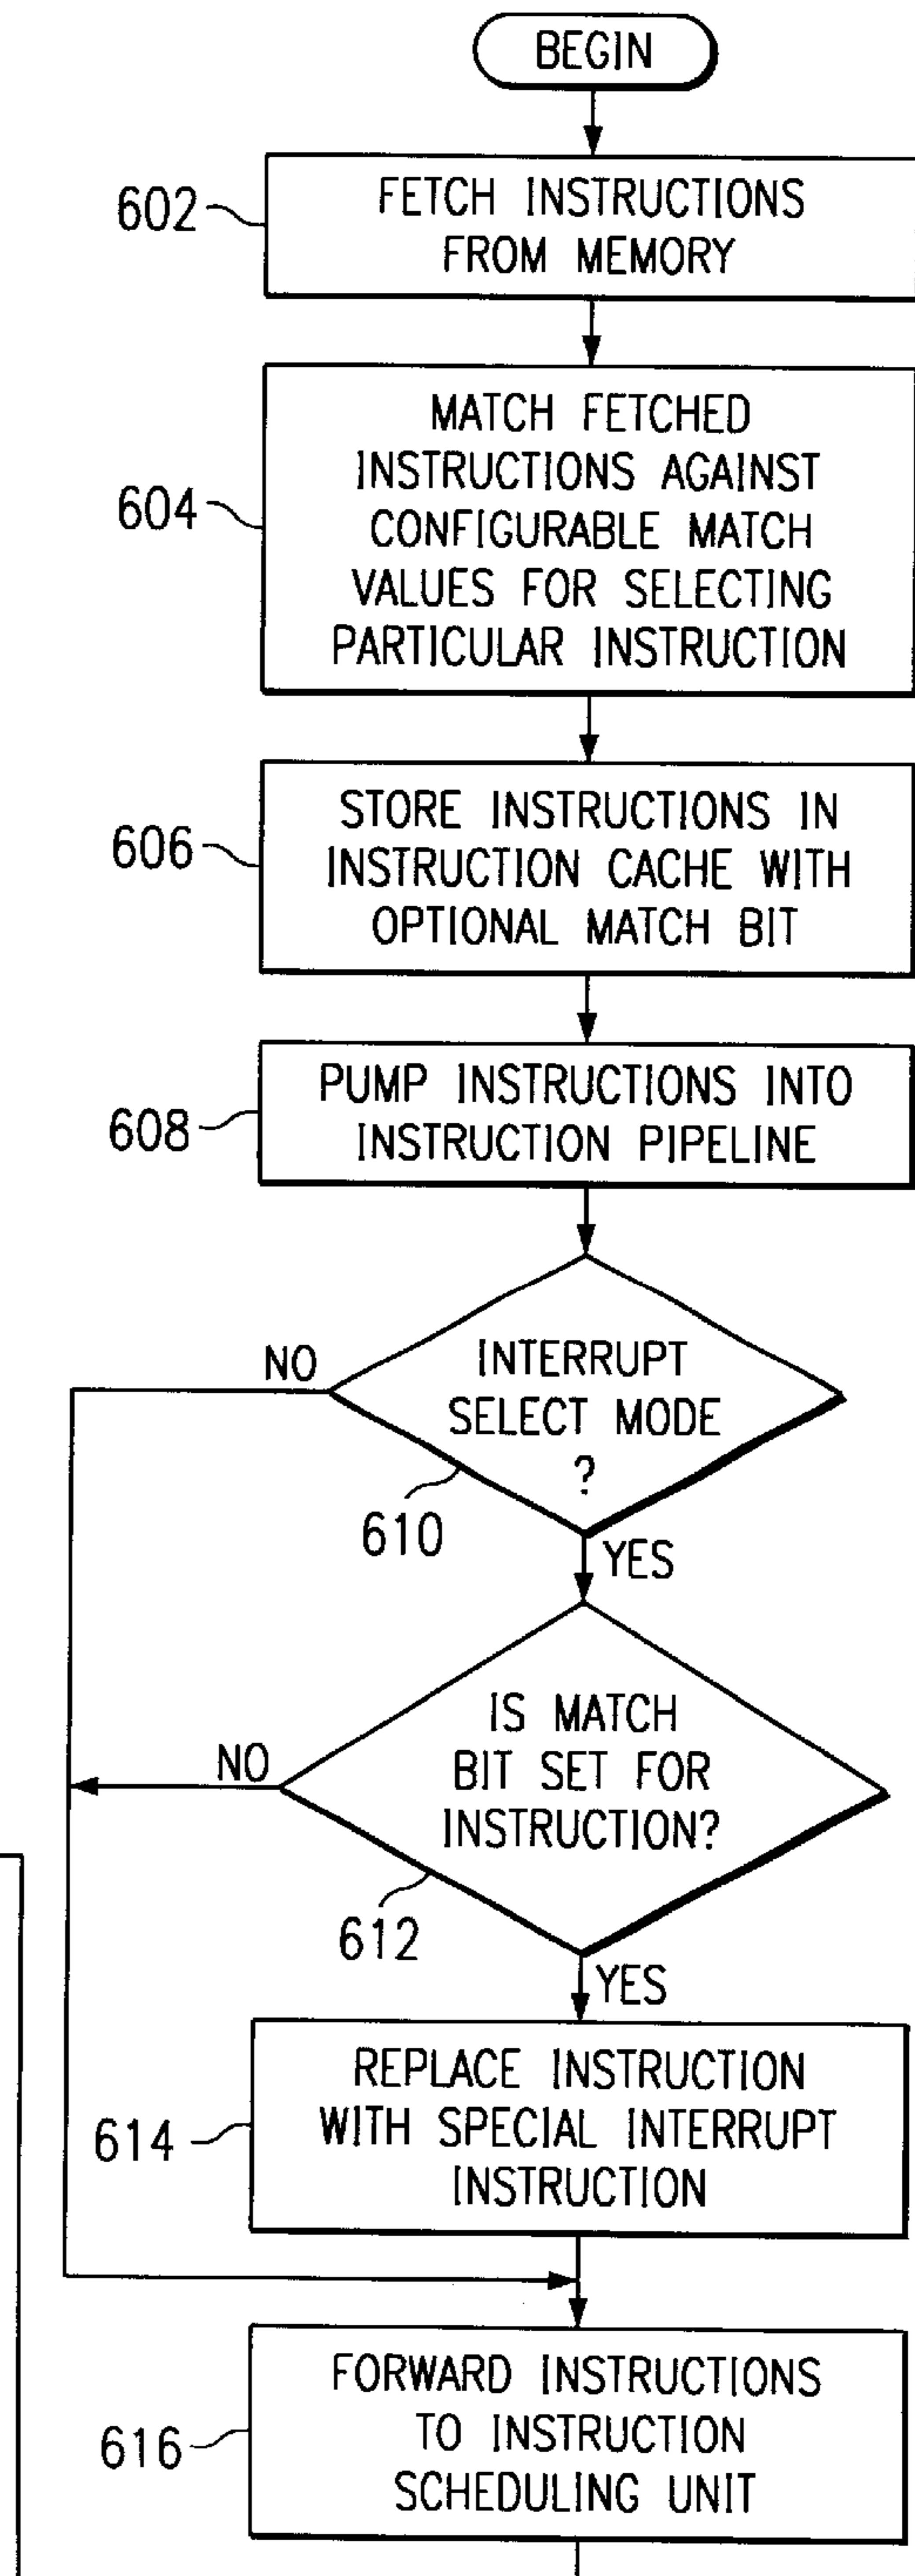 BEGIN
602
FETCH INSTRUCTIONS
FROM MEMORY
604
MATCH FETCHED
INSTRUCTIONS AGAINST
CONFIGURABLE MATCH
VALUES FOR SELECTING
PARTICULAR INSTRUCTION
606
STORE INSTRUCTIONS IN
INSTRUCTION CACHE WITH
OPTIONAL MATCH BIT
608
PUMP INSTRUCTIONS INTO
INSTRUCTION PIPELINE
NO
INTERRUPT
SELECT MODE
?
610
YES
NO
IS MATCH
BIT SET FOR
INSTRUCTION?
612
YES
614
REPLACE INSTRUCTION
WITH SPECIAL INTERRUPT
INSTRUCTION
616
FORWARD INSTRUCTIONS
TO INSTRUCTION
SCHEDULING UNIT